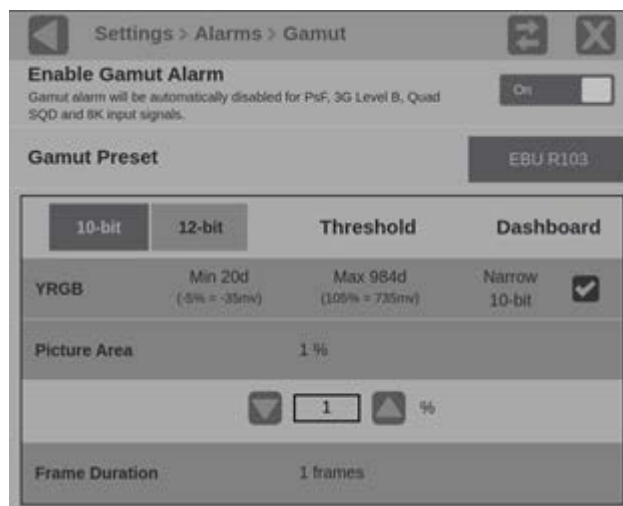 Settings > Alarms > Gamut
Enable Gamut Alarm
Gamut alarm will be automatically disabled for PsF, 3G Level B, Quad
SQD and 8K input signals.
On
Gamut Preset
EBU R103
10-bit 12-bit Threshold Dashboard
YRGB Min 20d Max 984d Narrow
(-5% = -35mv) (105% = 735mv) 10-bit
Picture Area 1 %
1 %
Frame Duration 1 frames